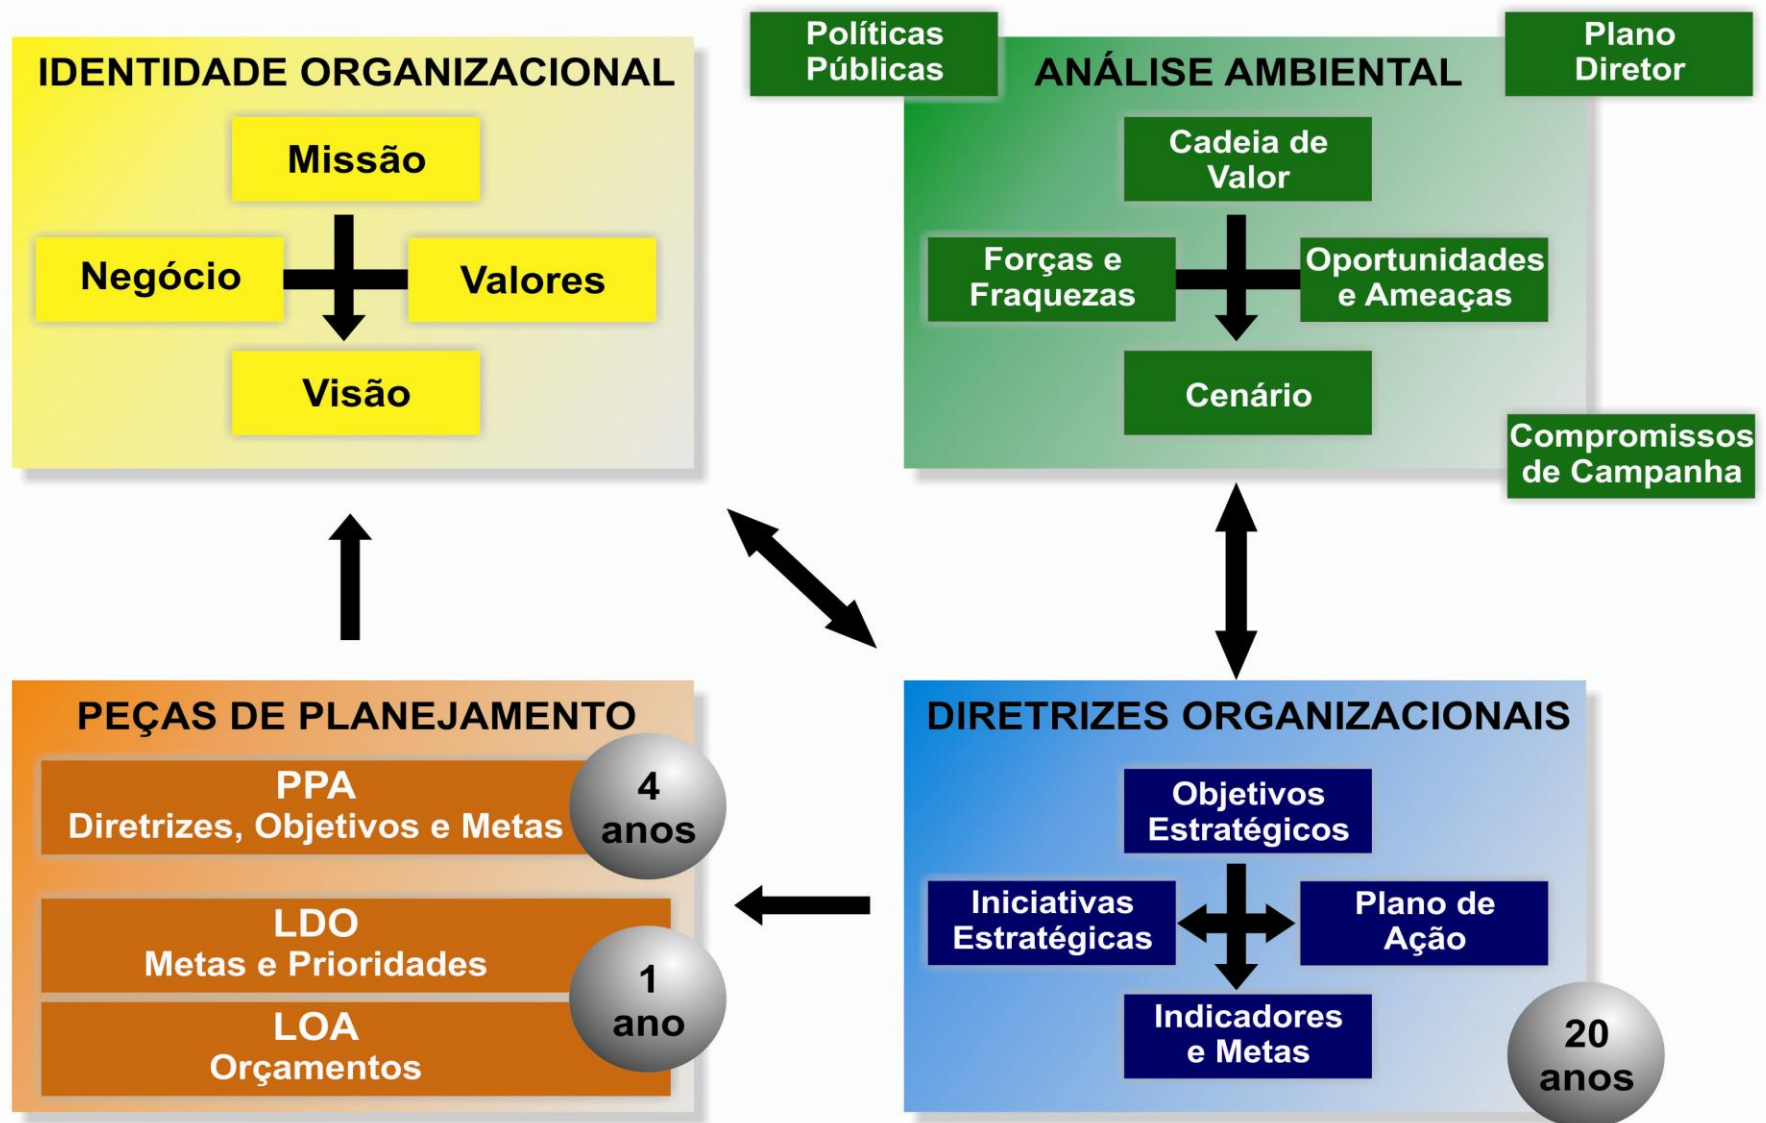 IDENTIDADE ORGANIZACIONAL
Missão
Negócio
Valores
Visão
Políticas
Públicas
ANÁLISE AMBIENTAL
Plano
Diretor
Cadeia de
Valor
Forças e
Fraquezas
Oportunidades
e Ameaças
Cenário
Compromissos
de Campanha
PEÇAS DE PLANEJAMENTO
PPA
Diretrizes, Objetivos e Metas
4
anos
LDO
Metas e Prioridades
1
ano
LOA
Orçamentos
DIRETRIZES ORGANIZACIONAIS
Objetivos
Estratégicos
Iniciativas
Estratégicas
Plano de
Ação
Indicadores
e Metas
20
anos